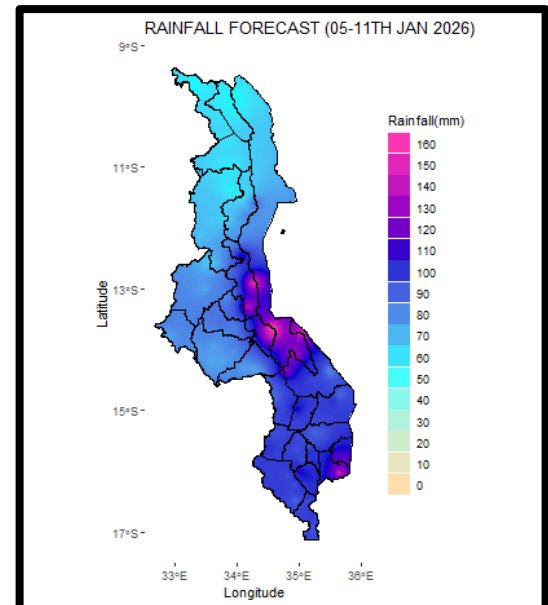 RAINFALL FORECAST (05-11TH JAN 2026)
9°S
11°S
13°S
15°S
17°S
Latitude
33°E 34°E 35°E 36°E
Longitude
Rainfall(mm)
160
150
140
130
120
110
100
90
80
70
60
50
40
30
20
10
0